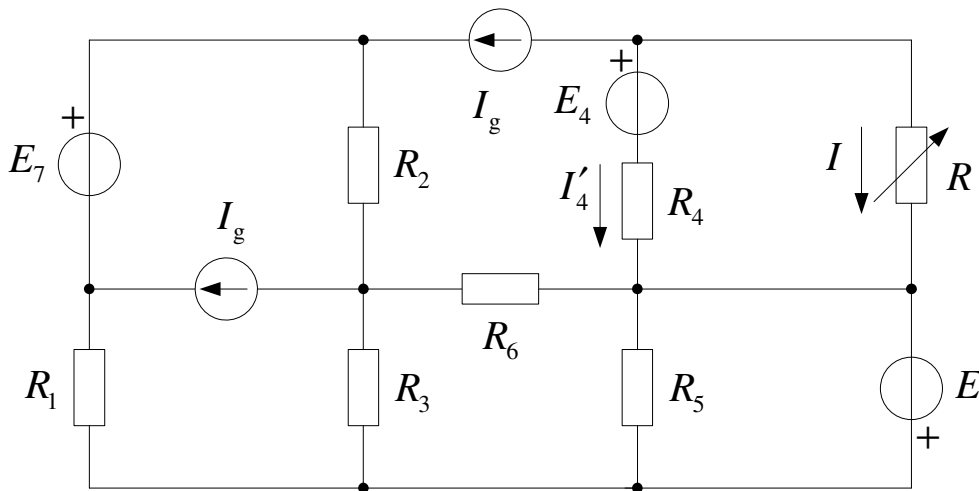 I_g
+
E_4
+
E_7
R_2
I
R
I'_4
R_4
I_g
R_6
R_1
R_3
R_5
E
+